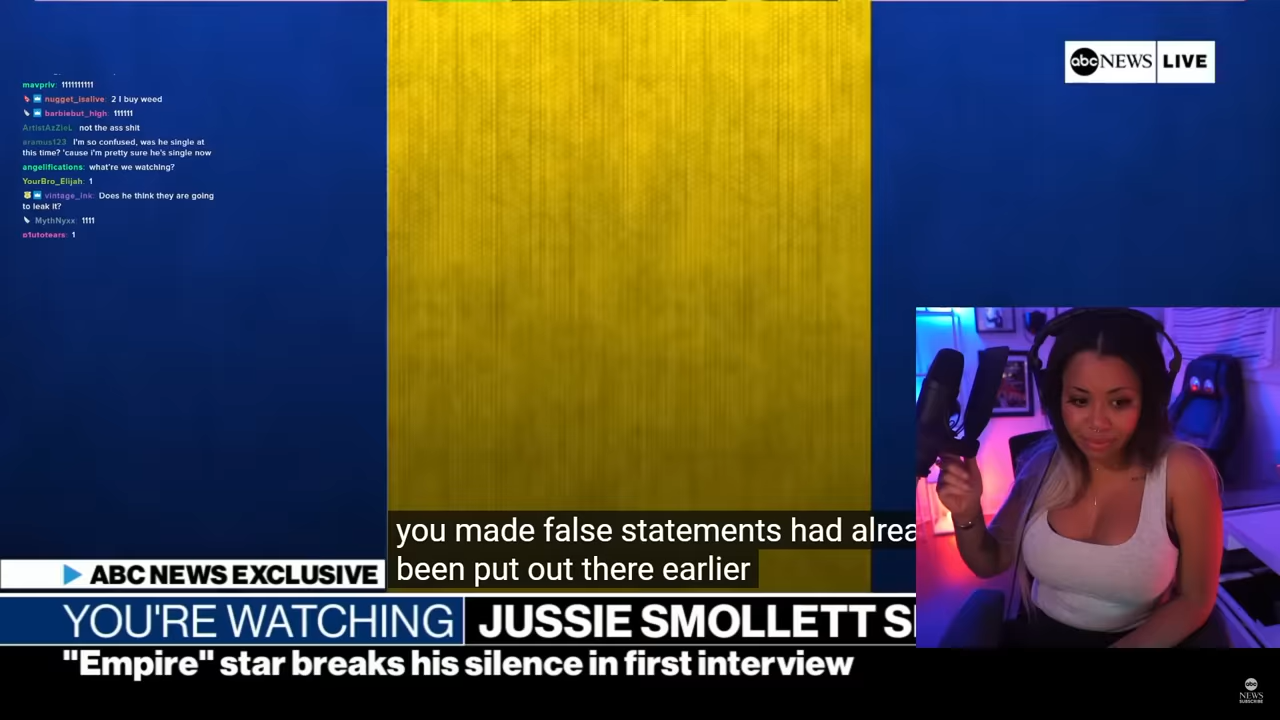 abc NEWS LIVE
mavprlv: 1111111111
nugget_isalive: 2 I buy weed
barbiebut_high: 111111
ArtistAzZieL: not the ass shit
aramus123: I'm so confused, was he single at
this time? 'cause i'm pretty sure he's single now
angelifications: what're we watching?
YourBro_Elijah: 1
vintage_ink: Does he think they are going
to leak it?
MythNyxx: 1111
p1utotears: 1
you made false statements had alrea
been put out there earlier
ABC NEWS EXCLUSIVE
YOU'RE WATCHING JUSSIE SMOLLETT S
"Empire" star breaks his silence in first interview
abc
NEWS
SUBSCRIBE